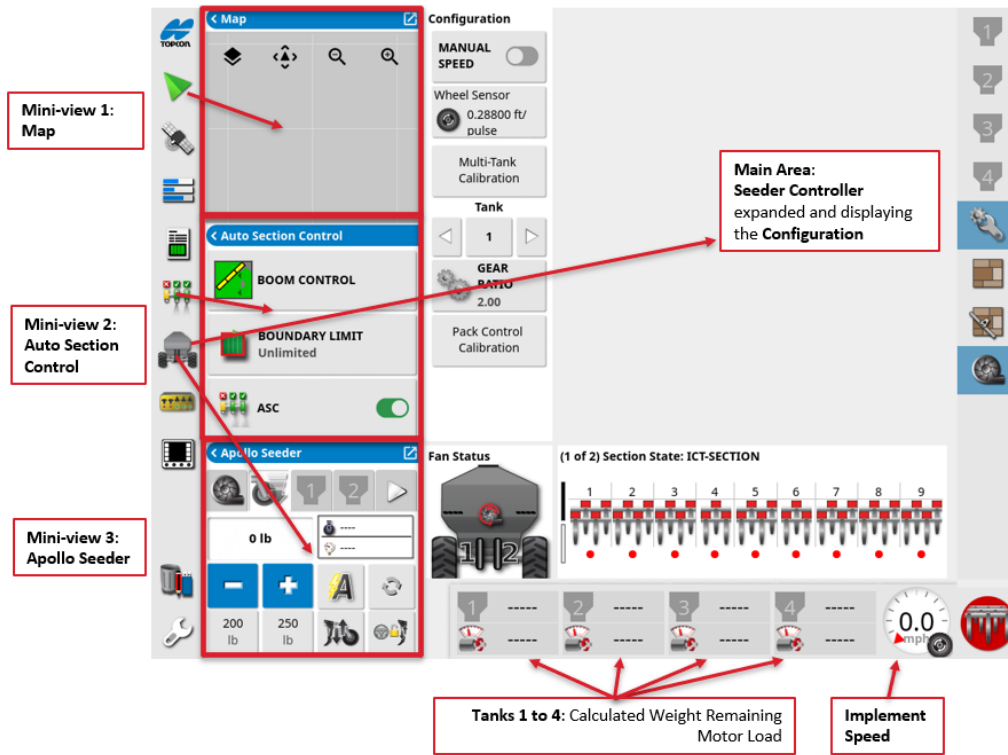 TOPCON
Mini-view 1:
Map
Mini-view 2:
Auto Section
Control
Mini-view 3:
Apollo Seeder
Map
Auto Section Control
BOOM CONTROL
BOUNDARY LIMIT
Unlimited
ASC
Apollo Seeder
1
2
0 lb
----
----
A
200
lb
250
lb
Configuration
MANUAL
SPEED
Wheel Sensor
0.28800 ft/
pulse
Multi-Tank
Calibration
Tank
1
GEAR
RATIO
2.00
Pack Control
Calibration
Main Area:
Seeder Controller
expanded and displaying
the Configuration
1
2
3
4
Fan Status
1 2
(1 of 2) Section State: ICT-SECTION
1 2 3 4 5 6 7 8 9
1 ----- 2 ----- 3 ----- 4 -----
----- ----- ----- -----
0.0
mph
Tanks 1 to 4: Calculated Weight Remaining
Motor Load
Implement
Speed